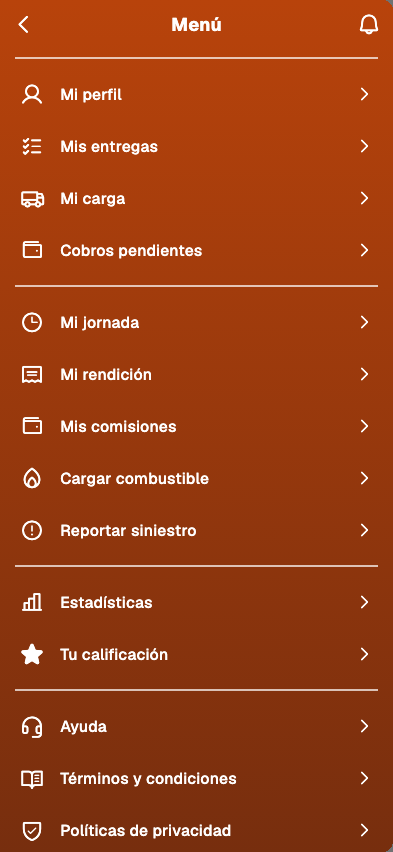 Menú
Mi perfil
Mis entregas
Mi carga
Cobros pendientes
Mi jornada
Mi rendición
Mis comisiones
Cargar combustible
Reportar siniestro
Estadísticas
Tu calificación
Ayuda
Términos y condiciones
Políticas de privacidad